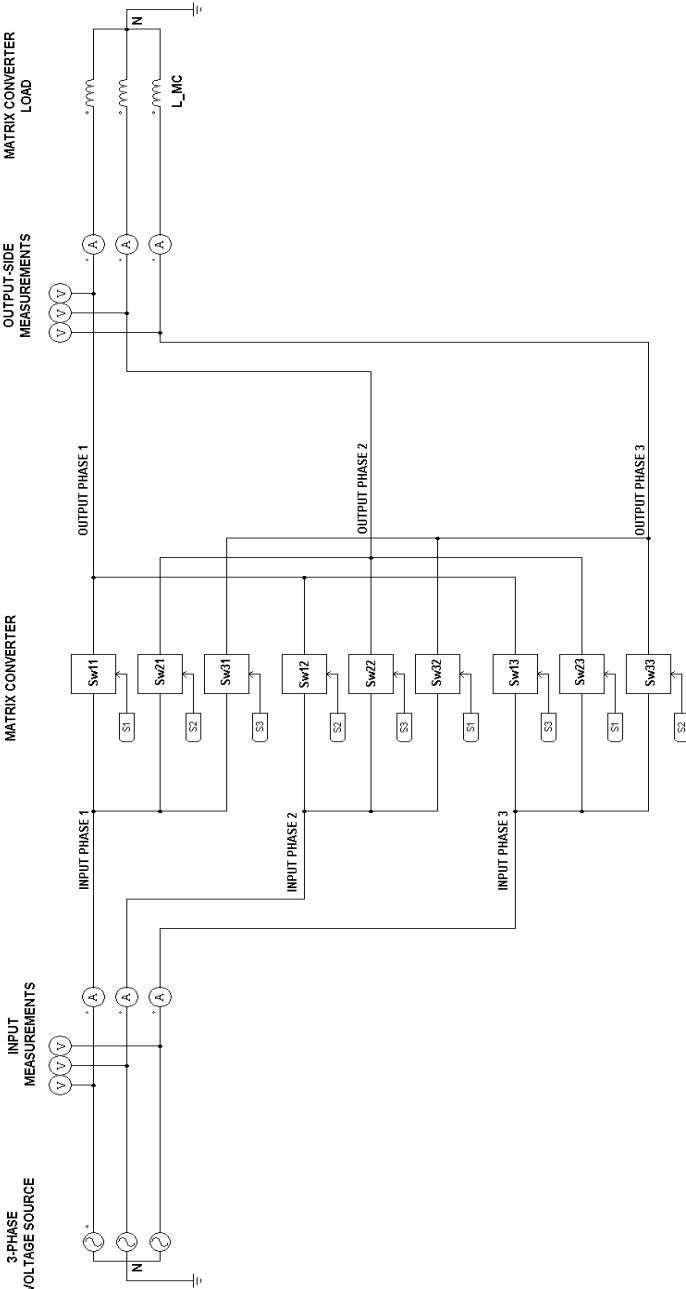 3-PHASE
VOLTAGE SOURCE
INPUT
MEASUREMENTS
MATRIX CONVERTER
OUTPUT-SIDE
MEASUREMENTS
MATRIX CONVERTER
LOAD
V
V
V
V
V
V
INPUT PHASE 1
OUTPUT PHASE 1
A
A
A
A
A
A
N
N
L_MC
Sw11
S1
Sw21
S2
Sw31
S3
INPUT PHASE 2
OUTPUT PHASE 2
Sw12
S2
Sw22
S3
Sw32
S1
INPUT PHASE 3
OUTPUT PHASE 3
Sw13
S3
Sw23
S1
Sw33
S2